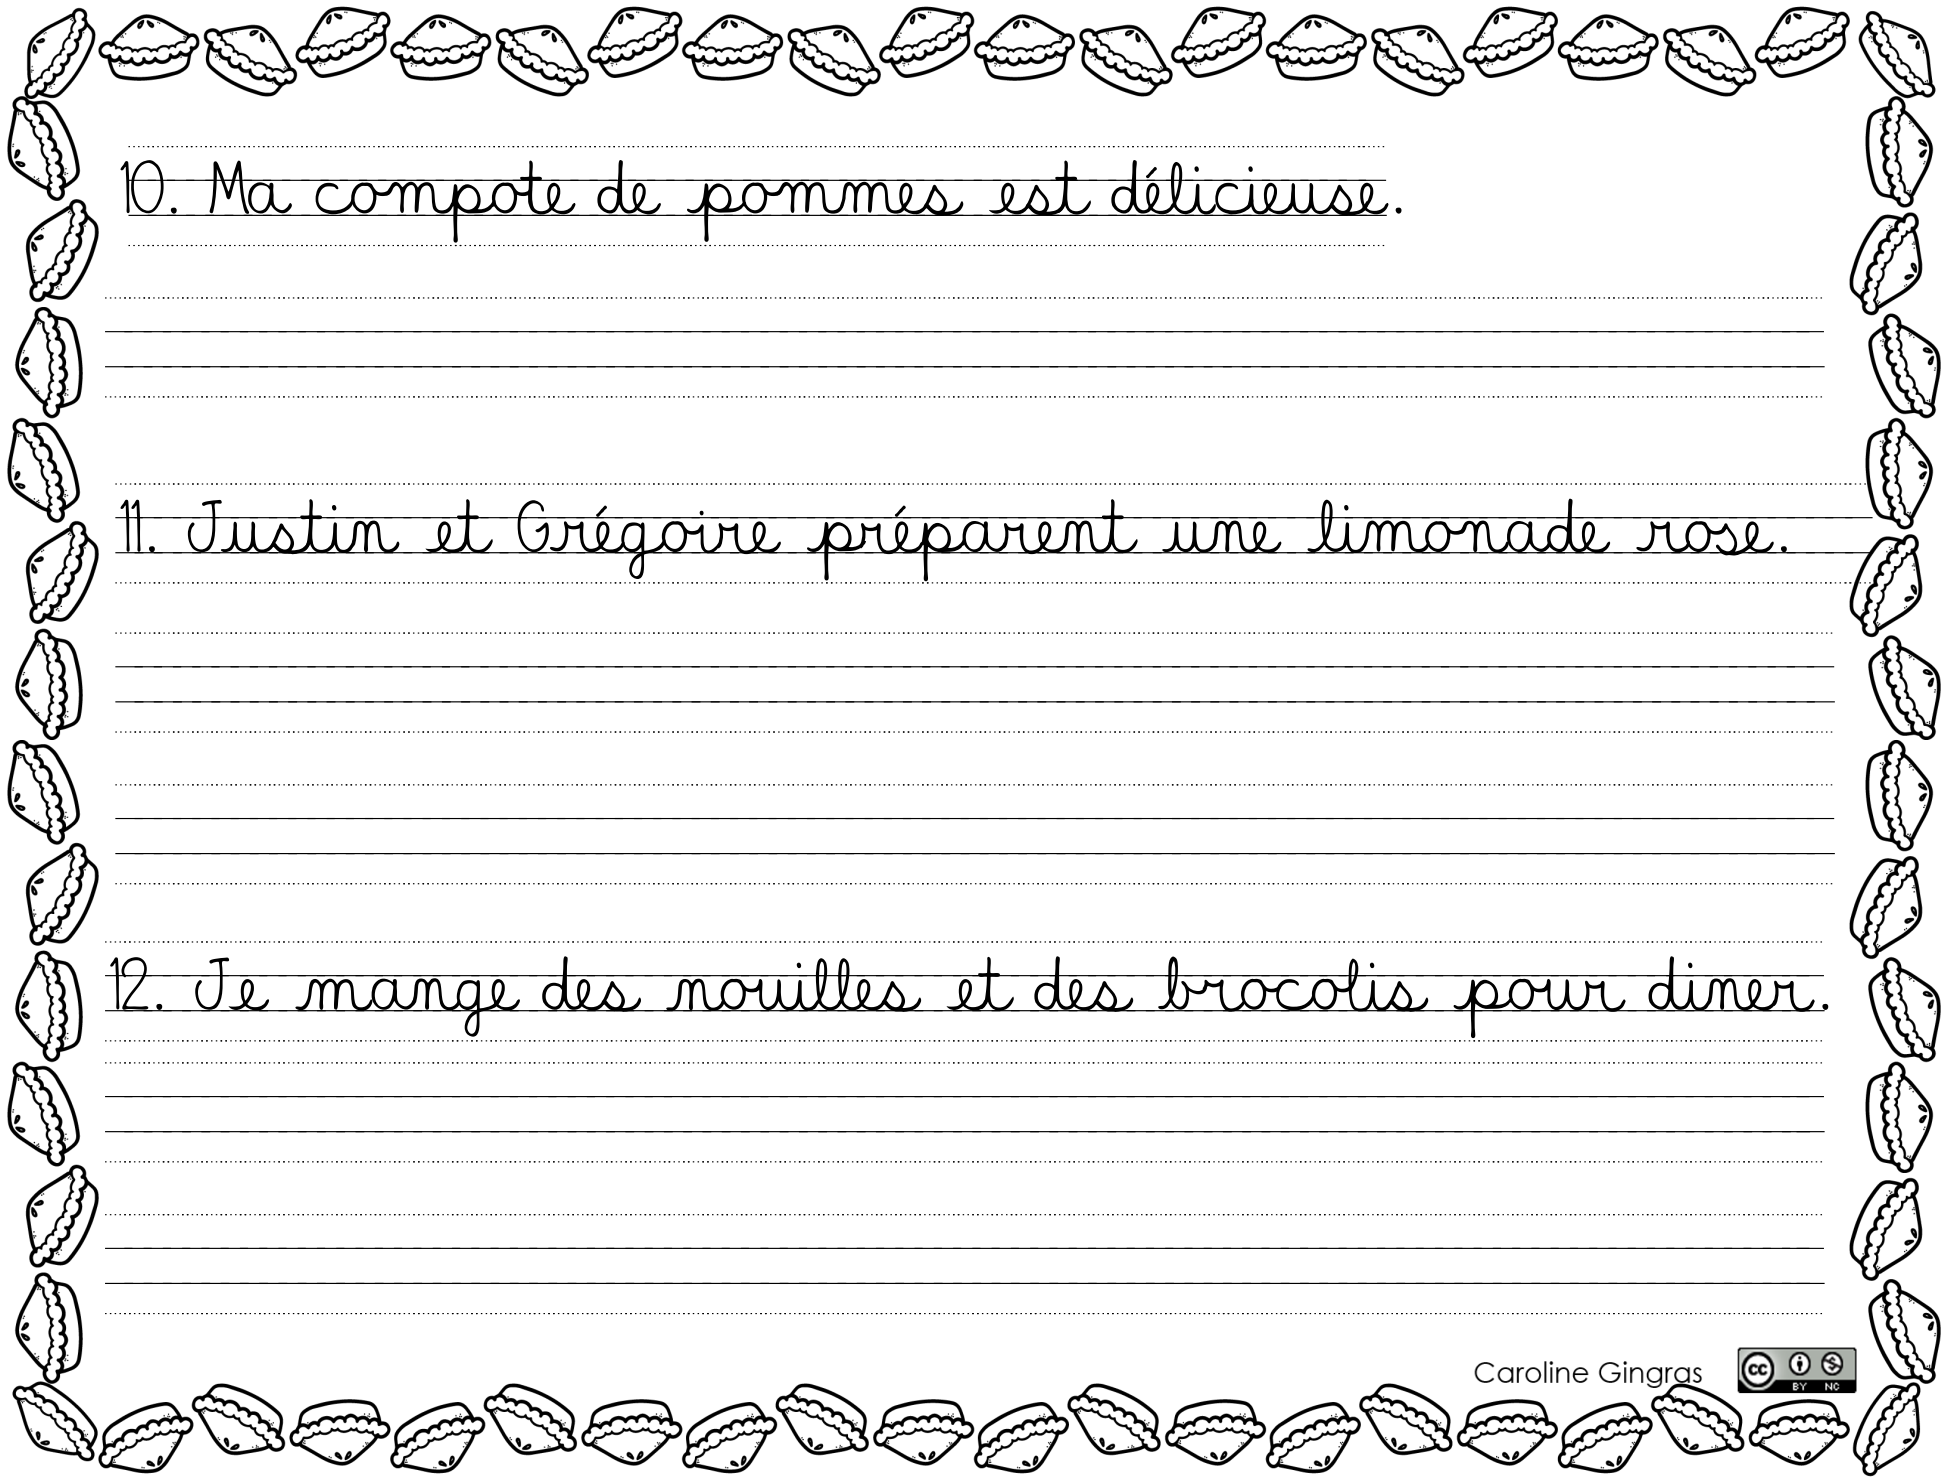 10. Ma compote de pommes est délicieuse.
11. Justin et Grégoire préparent une limonade rose.
12. Je mange des nouilles et des brocolis pour diner.
Caroline Gingras
cc BY NC